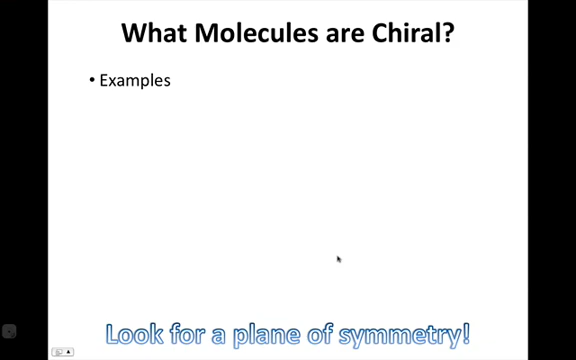 What Molecules are Chiral?
• Examples
Look for a plane of symmetry!